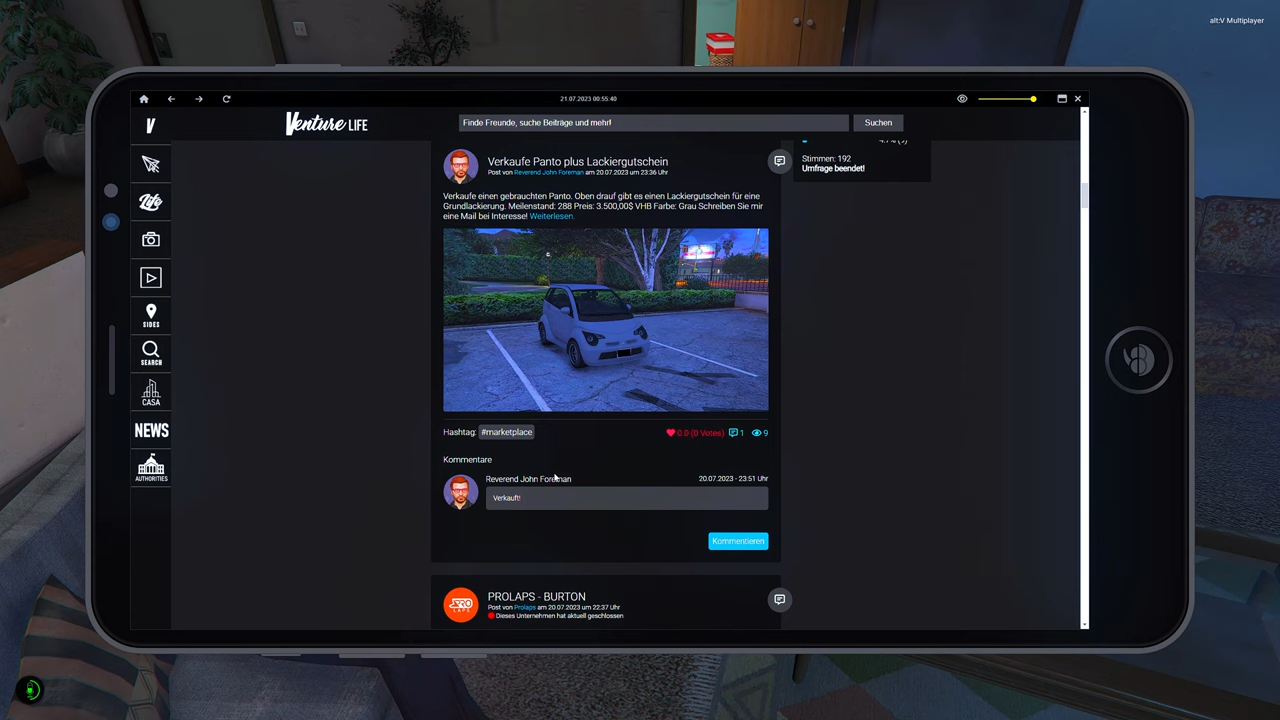 alt:V Multiplayer
21.07.2023 00:55:40
V
Venture LIFE
Finde Freunde, suche Beiträge und mehr!
Suchen
Life
SIDES
SEARCH
CASA
NEWS
AUTHORITIES
Verkaufe Panto plus Lackiergutschein
Post von Reverend John Foreman am 20.07.2023 um 23:36 Uhr
Verkaufe einen gebrauchten Panto. Oben drauf gibt es einen Lackiergutschein für eine
Grundlackierung. Meilenstand: 288 Preis: 3.500,00$ VHB Farbe: Grau Schreiben Sie mir
eine Mail bei Interesse! Weiterlesen.
Hashtag: #marketplace
0.0 (0 Votes) 1 9
Kommentare
Reverend John Foreman
20.07.2023 - 23:51 Uhr
Verkauft!
Kommentieren
PROLAPS - BURTON
Post von Prolaps am 20.07.2023 um 22:37 Uhr
Dieses Unternehmen hat aktuell geschlossen
PRO
LAPS
Stimmen: 192
Umfrage beendet!